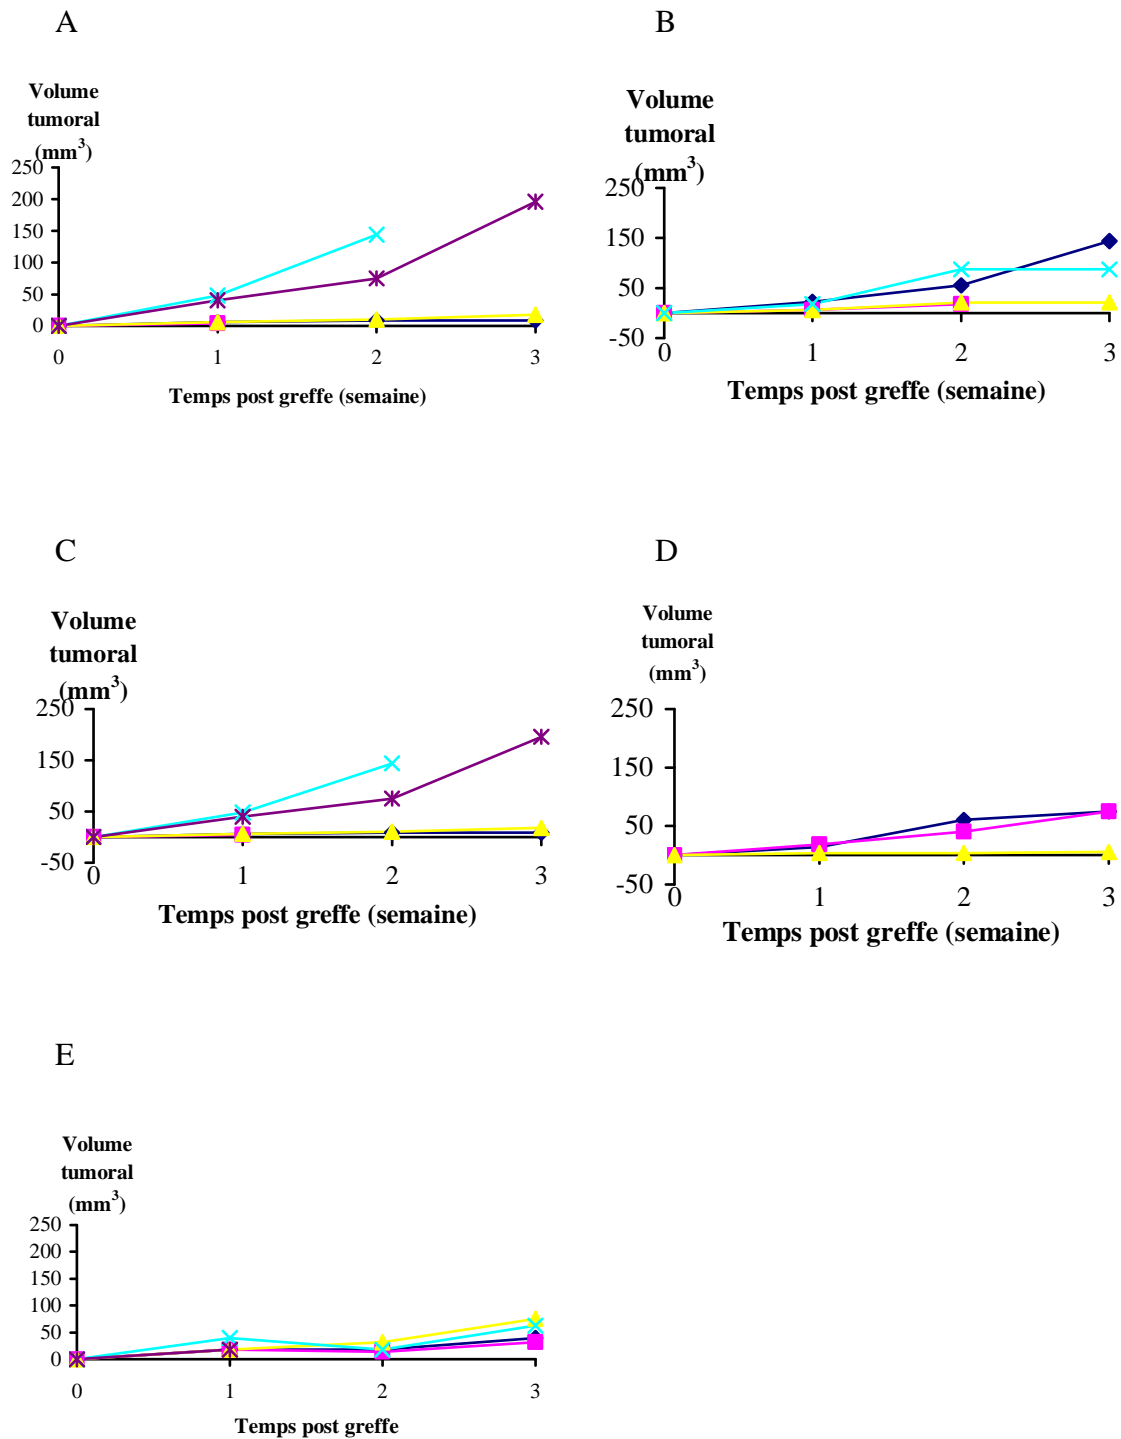 A
Volume
tumoral
(mm³)
250
200
150
100
50
0
0 1 2 3
Temps post greffe (semaine)
B
Volume
tumoral
(mm³)
250
150
50
-50
0 1 2 3
Temps post greffe (semaine)
C
Volume
tumoral
(mm³)
250
150
50
-50
0 1 2 3
Temps post greffe (semaine)
D
Volume
tumoral
(mm³)
250
150
50
-50
0 1 2 3
Temps post greffe (semaine)
E
Volume
tumoral
(mm³)
250
200
150
100
50
0
0 1 2 3
Temps post greffe